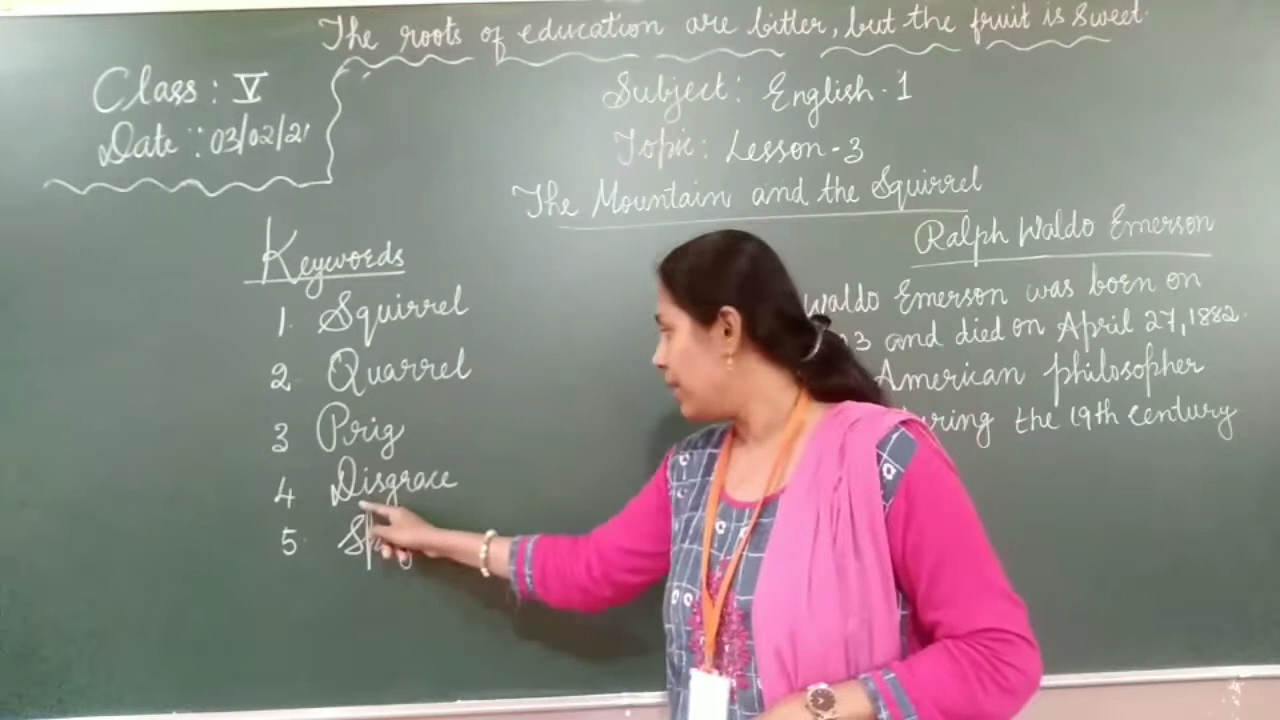 The roots of education are bitter, but the fruit is sweet.
Class: V
Date: 03/02/21
Subject: English-1
Topic: Lesson-3
The Mountain and the Squirrel
Ralph Waldo Emerson
Keywords
1. Squirrel
2. Quarrel
3 Prig
4 Disgrace
5.
Waldo Emerson was born on
3 and died on April 27, 1882.
American philosopher
the 19th century